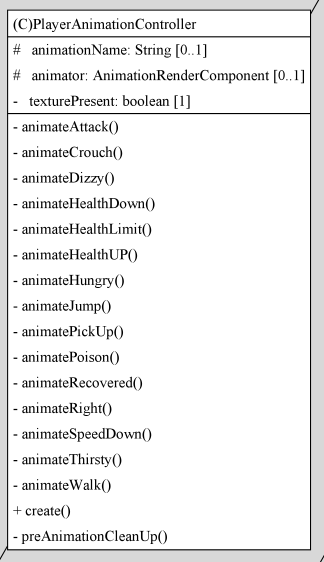 (C)PlayerAnimationController
# animationName: String [0..1]
# animator: AnimationRenderComponent [0..1]
- texturePresent: boolean [1]
- animateAttack()
- animateCrouch()
- animateDizzy()
- animateHealthDown()
- animateHealthLimit()
- animateHealthUP()
- animateHungry()
- animateJump()
- animatePickUp()
- animatePoison()
- animateRecovered()
- animateRight()
- animateSpeedDown()
- animateThirsty()
- animateWalk()
+ create()
- preAnimationCleanUp()